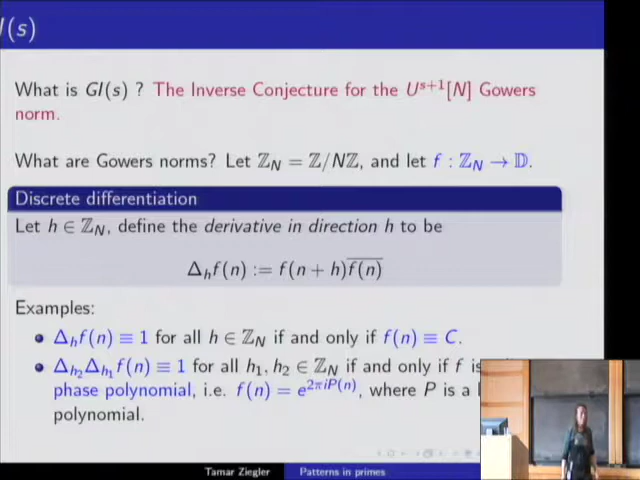 I(s)
What is GI(s) ? The Inverse Conjecture for the U^{s+1}[N] Gowers
norm.
What are Gowers norms? Let ℤ_N = ℤ/Nℤ, and let f : ℤ_N → 𝔻.
Discrete differentiation
Let h ∈ ℤ_N, define the derivative in direction h to be
Δ_h f(n) := f(n + h)\overline{f(n)}
Examples:
• Δ_h f(n) ≡ 1 for all h ∈ ℤ_N if and only if f(n) ≡ C.
• Δ_{h_2}Δ_{h_1} f(n) ≡ 1 for all h_1, h_2 ∈ ℤ_N if and only if f is
phase polynomial, i.e. f(n) = e^{2πiP(n)}, where P is a
polynomial.
Tamar Ziegler Patterns in primes